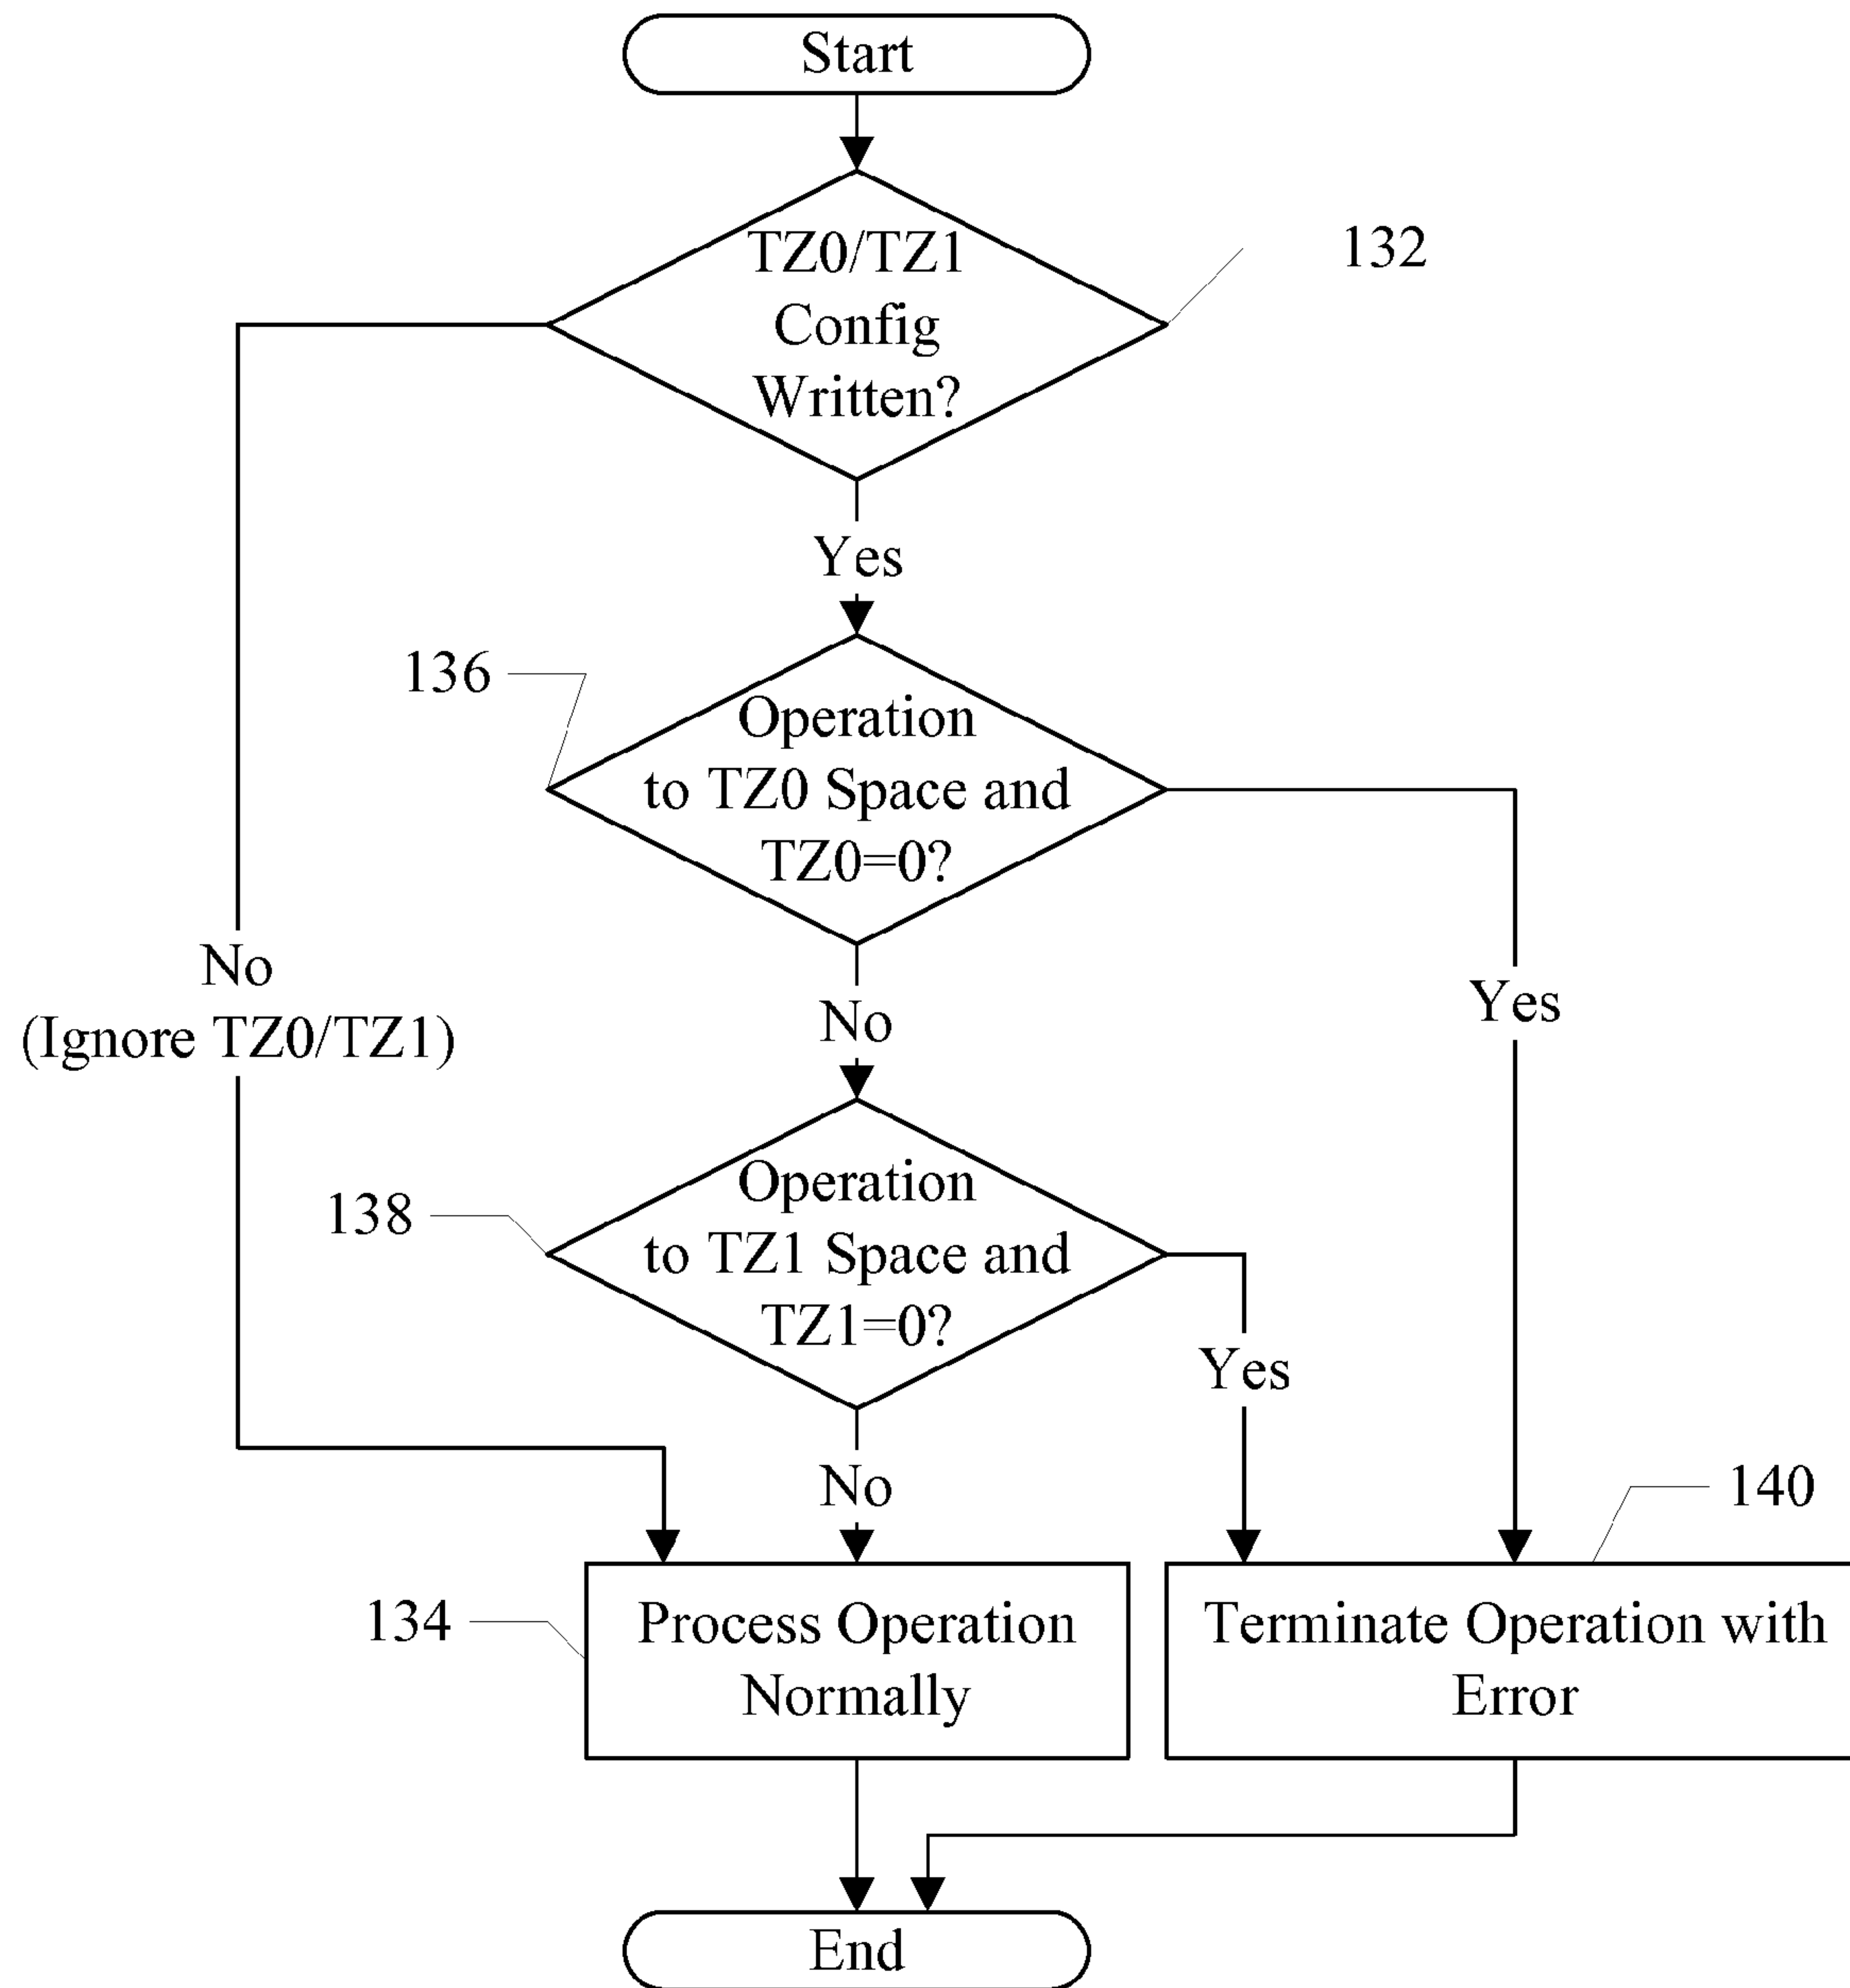 Start
TZ0/TZ1
Config
Written?
132
Yes
136
Operation
to TZ0 Space and
TZ0=0?
No
(Ignore TZ0/TZ1)
Yes
No
138
Operation
to TZ1 Space and
TZ1=0?
Yes
No
140
134
Process Operation
Normally
Terminate Operation with
Error
End